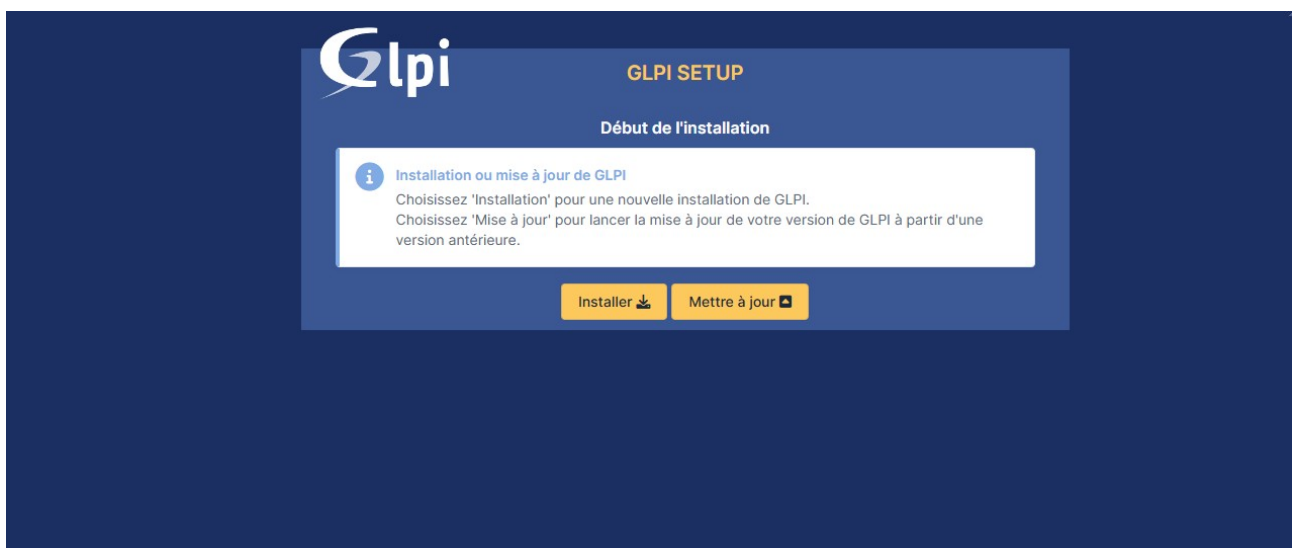 Glpi
GLPI SETUP
Début de l'installation
Installation ou mise à jour de GLPI
Choisissez 'Installation' pour une nouvelle installation de GLPI.
Choisissez 'Mise à jour' pour lancer la mise à jour de votre version de GLPI à partir d'une
version antérieure.
Installer
Mettre à jour